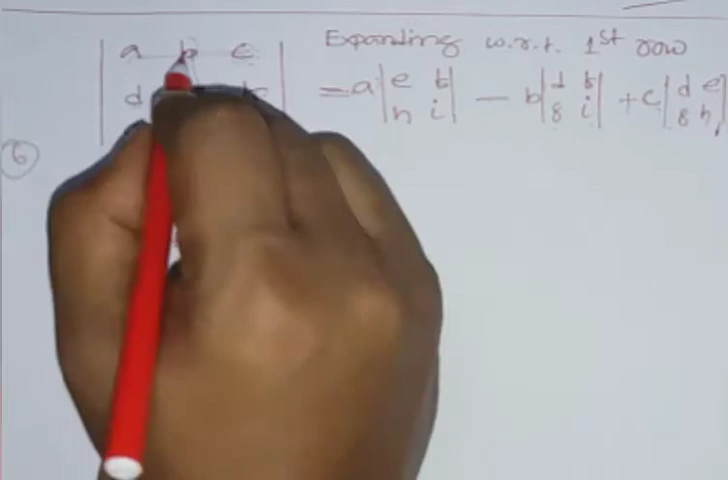 | a b c | Expanding w.r.t. 1st row
| d
= a | e f | - b | d f | + c | d e |
| h i | | g i | | g h |
6